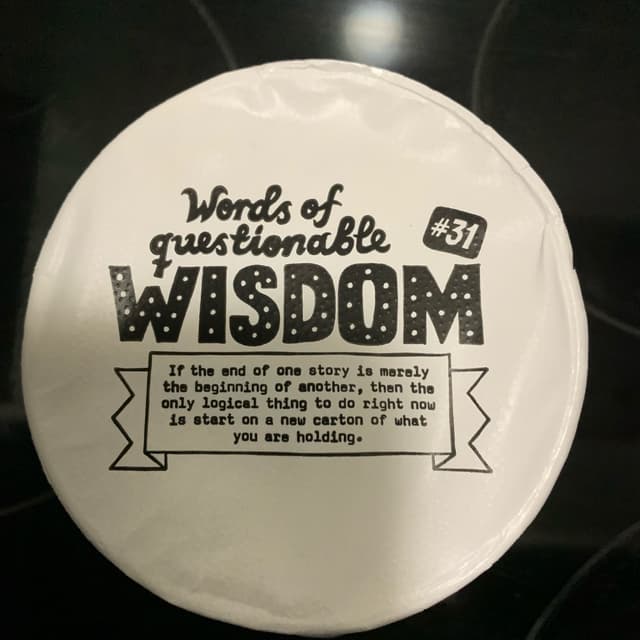 Words of
questionable
#31
WISDOM
If the end of one story is merely
the beginning of another, then the
only logical thing to do right now
is start on a new carton of what
you are holding.